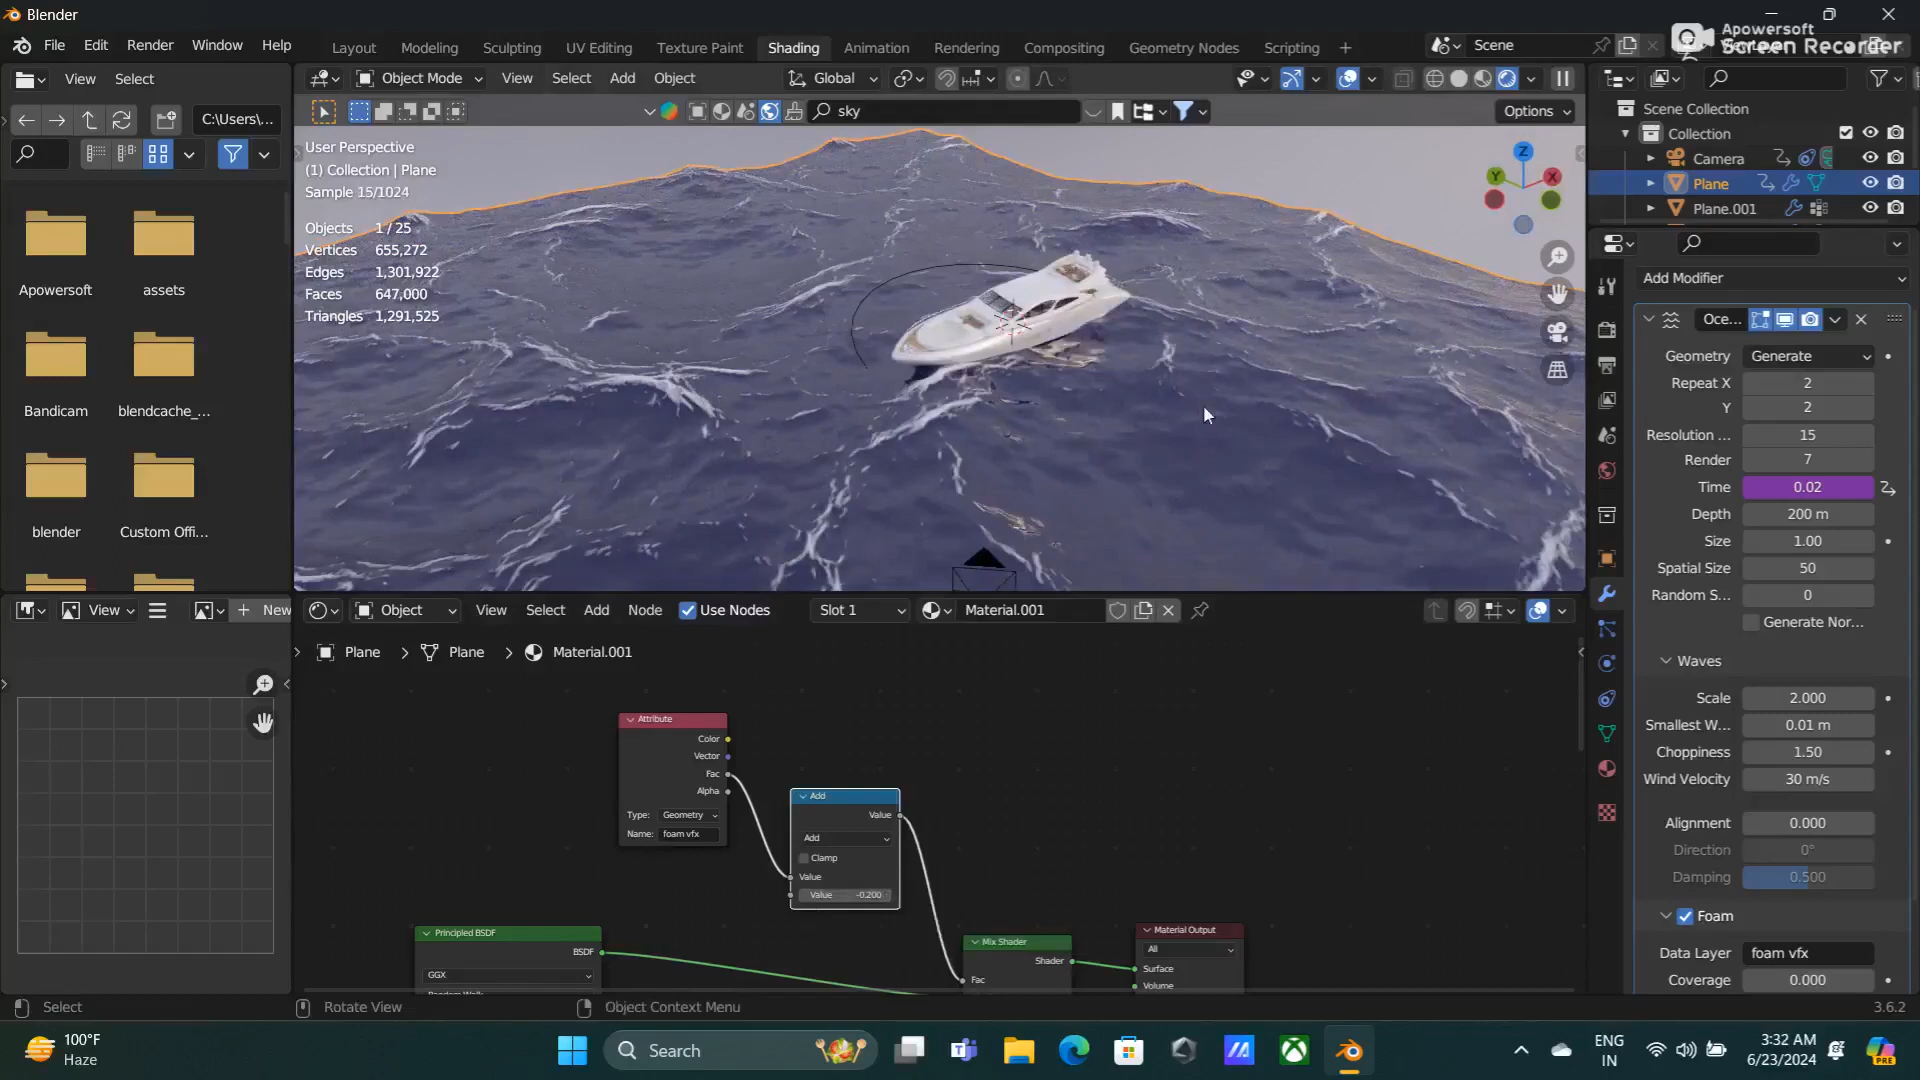 Blender
File Edit Render Window Help
Layout Modeling Sculpting UV Editing Texture Paint Shading Animation Rendering Compositing Geometry Nodes Scripting +
Scene
Apowersoft
Screen Recorder
View Select
Object Mode View Select Add Object Global
C:\Users\...
sky
Options
User Perspective
(1) Collection | Plane
Sample 15/1024
Objects 1 / 25
Vertices 655,272
Edges 1,301,922
Faces 647,000
Triangles 1,291,525
Z
Y
X
Apowersoft assets
Bandicam blendcache_...
blender Custom Offi...
Scene Collection
Collection
Camera
Plane
Plane.001
Add Modifier
Oce...
Geometry Generate
Repeat X 2
Y 2
Resolution ... 15
Render 7
Time 0.02
Depth 200 m
Size 1.00
Spatial Size 50
Random S... 0
Generate Nor...
Waves
Scale 2.000
Smallest W... 0.01 m
Choppiness 1.50
Wind Velocity 30 m/s
Alignment 0.000
Direction 0°
Damping 0.500
Foam
Data Layer foam vfx
Coverage 0.000
View + New
Object View Select Add Node Use Nodes Slot 1 Material.001
Plane > Plane > Material.001
Attribute
Color
Vector
Fac
Alpha
Type: Geometry
Name: foam vfx
Add
Value
Add
Clamp
Value
Value -0.200
Principled BSDF
BSDF
GGX
Random Walk
Mix Shader
Shader
Fac
Material Output
All
Surface
Volume
Select Rotate View Object Context Menu 3.6.2
100°F
Haze
Search
ENG
IN
3:32 AM
6/23/2024
PRE